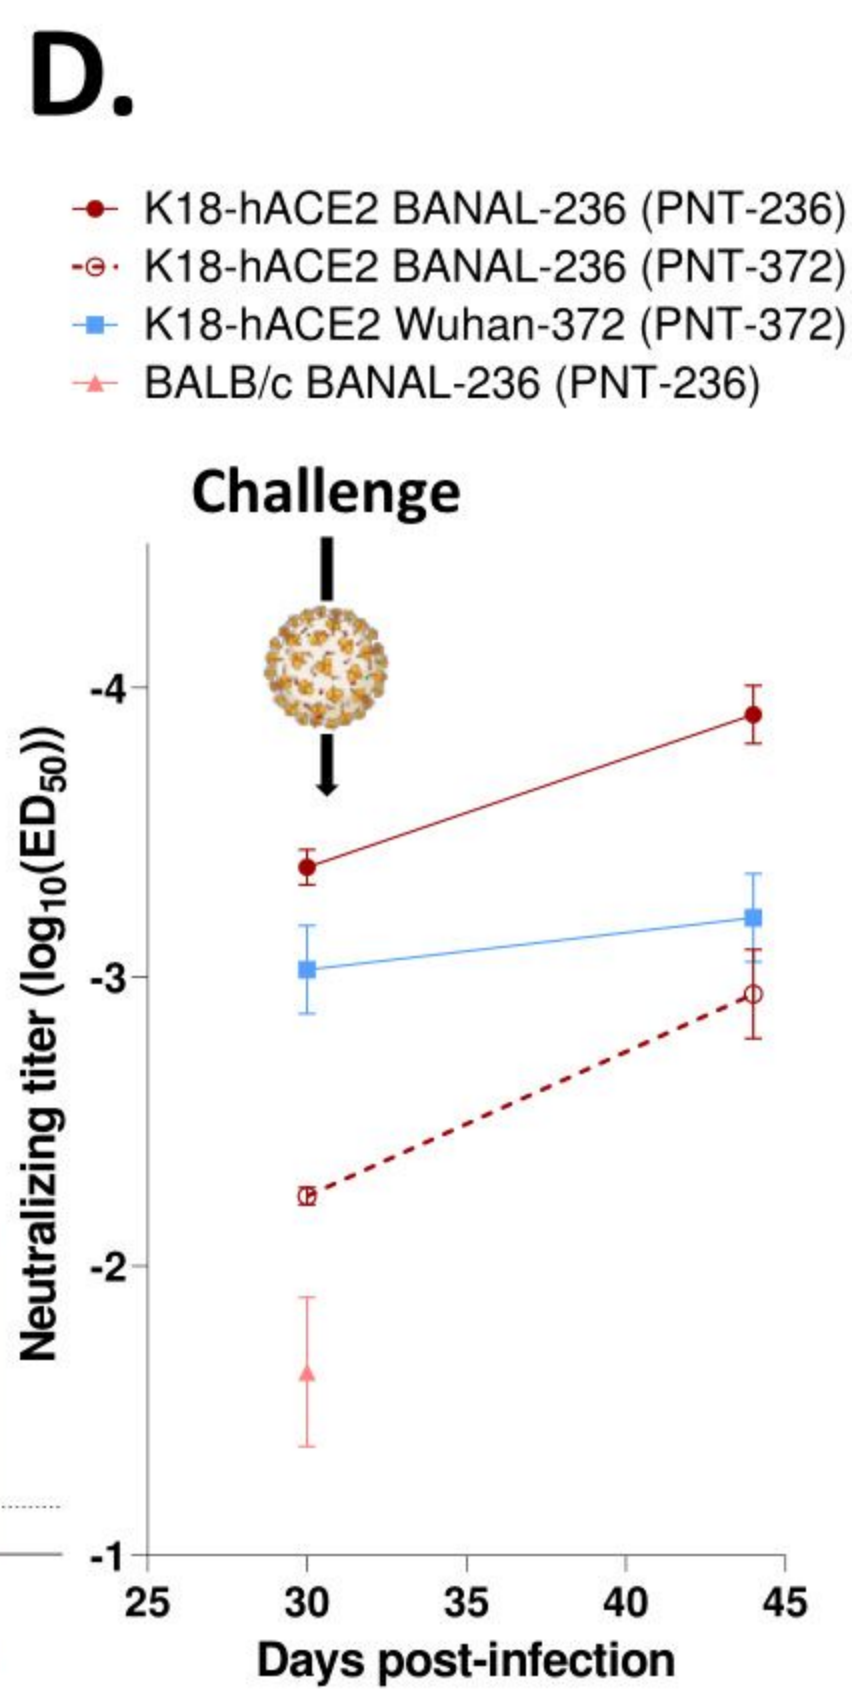 D.
K18-hACE2 BANAL-236 (PNT-236)
K18-hACE2 BANAL-236 (PNT-372)
K18-hACE2 Wuhan-372 (PNT-372)
BALB/c BANAL-236 (PNT-236)
Challenge
Neutralizing titer (log₁₀(ED₅₀))
-4
-3
-2
-1
25 30 35 40 45
Days post-infection